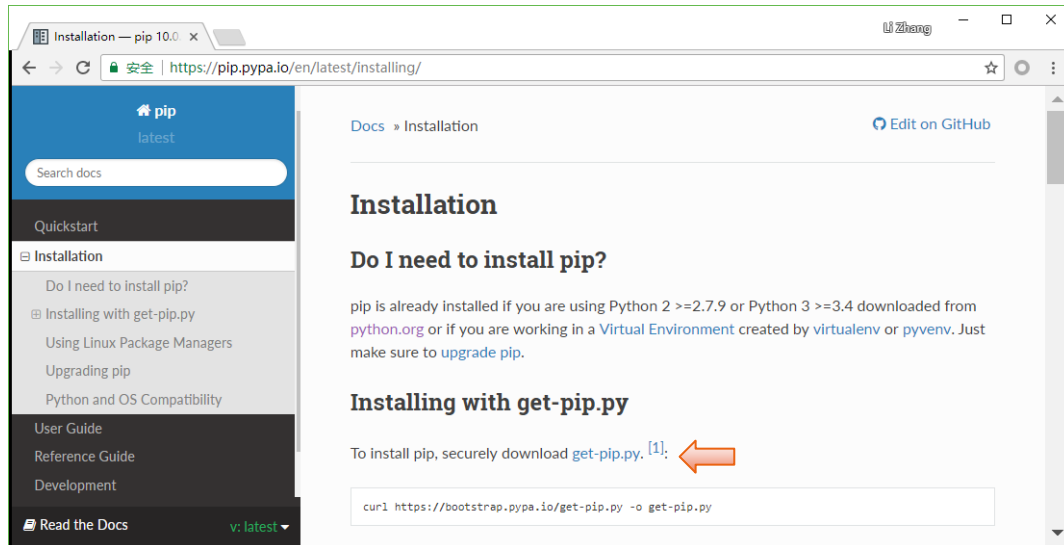 Installation — pip 10.0.
Li Zhang
安全 | https://pip.pypa.io/en/latest/installing/
pip
latest
Search docs
Quickstart
Installation
Do I need to install pip?
Installing with get-pip.py
Using Linux Package Managers
Upgrading pip
Python and OS Compatibility
User Guide
Reference Guide
Development
Read the Docs
v: latest
Docs » Installation
Edit on GitHub
Installation
Do I need to install pip?
pip is already installed if you are using Python 2 >=2.7.9 or Python 3 >=3.4 downloaded from
python.org or if you are working in a Virtual Environment created by virtualenv or pyvenv. Just
make sure to upgrade pip.
Installing with get-pip.py
To install pip, securely download get-pip.py. [1]:
curl https://bootstrap.pypa.io/get-pip.py -o get-pip.py